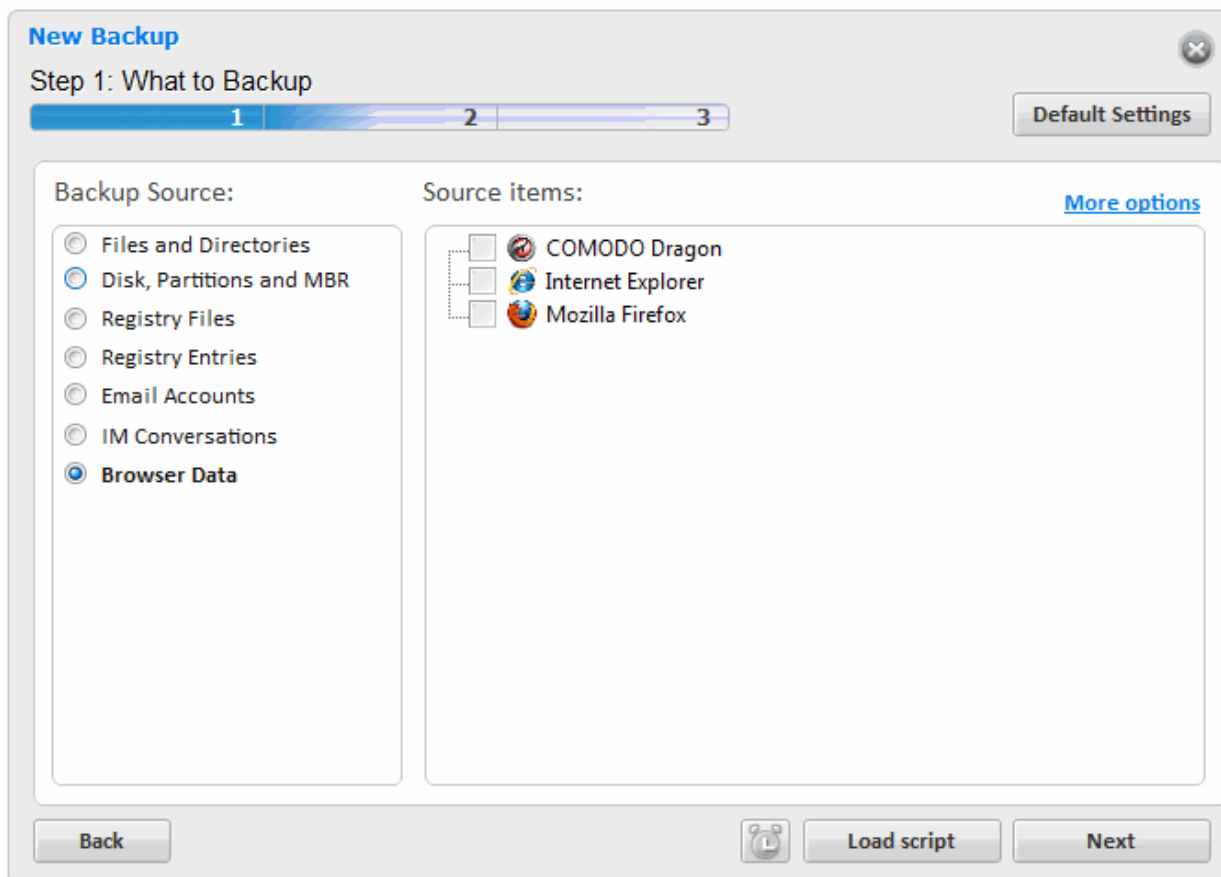 New Backup
Step 1: What to Backup
1 2 3
Default Settings
Backup Source:
Source items:
More options
Files and Directories
Disk, Partitions and MBR
Registry Files
Registry Entries
Email Accounts
IM Conversations
Browser Data
COMODO Dragon
Internet Explorer
Mozilla Firefox
Back
Load script
Next